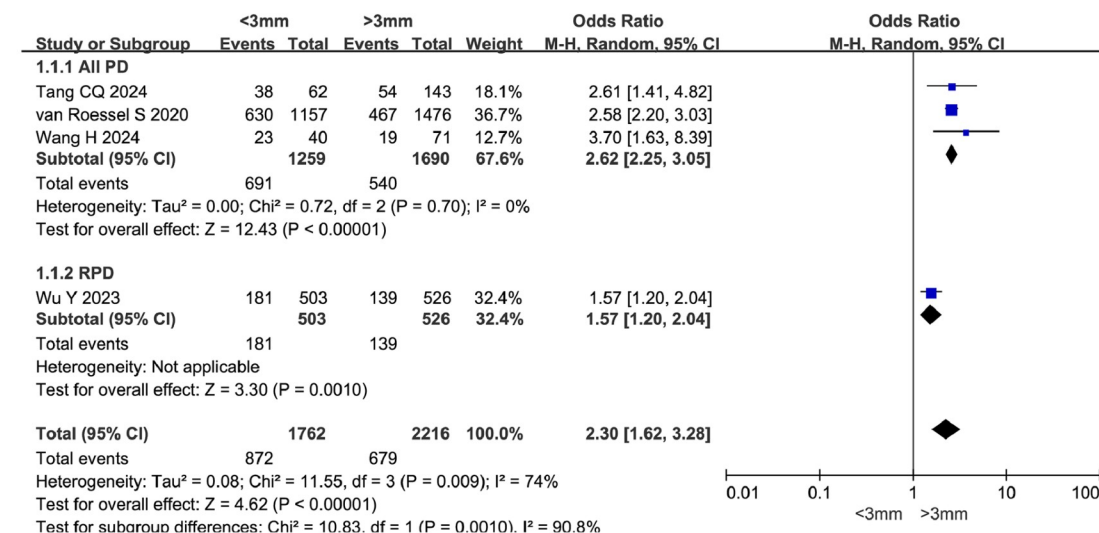 <3mm >3mm Odds Ratio Odds Ratio
Study or Subgroup Events Total Events Total Weight M-H, Random, 95% CI M-H, Random, 95% CI
1.1.1 All PD
Tang CQ 2024 38 62 54 143 18.1% 2.61 [1.41, 4.82]
van Roessel S 2020 630 1157 467 1476 36.7% 2.58 [2.20, 3.03]
Wang H 2024 23 40 19 71 12.7% 3.70 [1.63, 8.39]
Subtotal (95% CI) 1259 1690 67.6% 2.62 [2.25, 3.05]
Total events 691 540
Heterogeneity: Tau² = 0.00; Chi² = 0.72, df = 2 (P = 0.70); I² = 0%
Test for overall effect: Z = 12.43 (P < 0.00001)
1.1.2 RPD
Wu Y 2023 181 503 139 526 32.4% 1.57 [1.20, 2.04]
Subtotal (95% CI) 503 526 32.4% 1.57 [1.20, 2.04]
Total events 181 139
Heterogeneity: Not applicable
Test for overall effect: Z = 3.30 (P = 0.0010)
Total (95% CI) 1762 2216 100.0% 2.30 [1.62, 3.28]
Total events 872 679
Heterogeneity: Tau² = 0.08; Chi² = 11.55, df = 3 (P = 0.009); I² = 74%
Test for overall effect: Z = 4.62 (P < 0.00001)
Test for subgroup differences: Chi² = 10.83, df = 1 (P = 0.0010), I² = 90.8%
0.01 0.1 1 10 100
<3mm >3mm